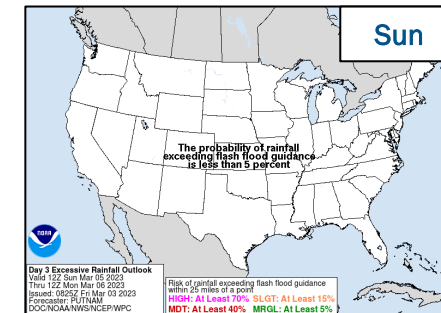 Sun
The probability of rainfall
exceeding flash flood guidance
is less than 5 percent
NOAA
Day 3 Excessive Rainfall Outlook
Valid 12Z Sun Mar 05 2023
Thru 12Z Mon Mar 06 2023
Issued: 0825Z Fri Mar 03 2023
Forecaster: PUTNAM
DOC/NOAA/NWS/NCEP/WPC
Risk of rainfall exceeding flash flood guidance
within 25 miles of a point
HIGH: At Least 70% SLGT: At Least 15%
MDT: At Least 40% MRGL: At Least 5%